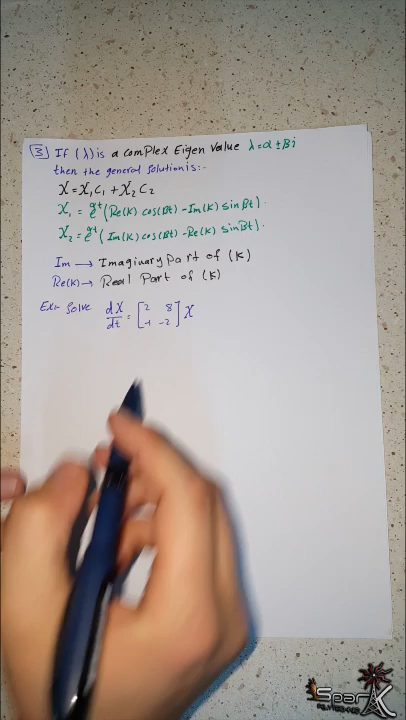 3 If (λ) is a complex Eigen Value λ=α±βi
then the general solution is:-
X = X₁C₁ + X₂C₂
X₁ = e^αt (Re(K) cos(βt) - Im(K) sin βt).
X₂ = e^αt (Im(K) cos(βt) - Re(K) sinβt).
Im → Imaginary part of (K)
Re(K) → Real Part of (K)
Ex:- Solve dX/dt = [2 8
-1 -2] X
Spark